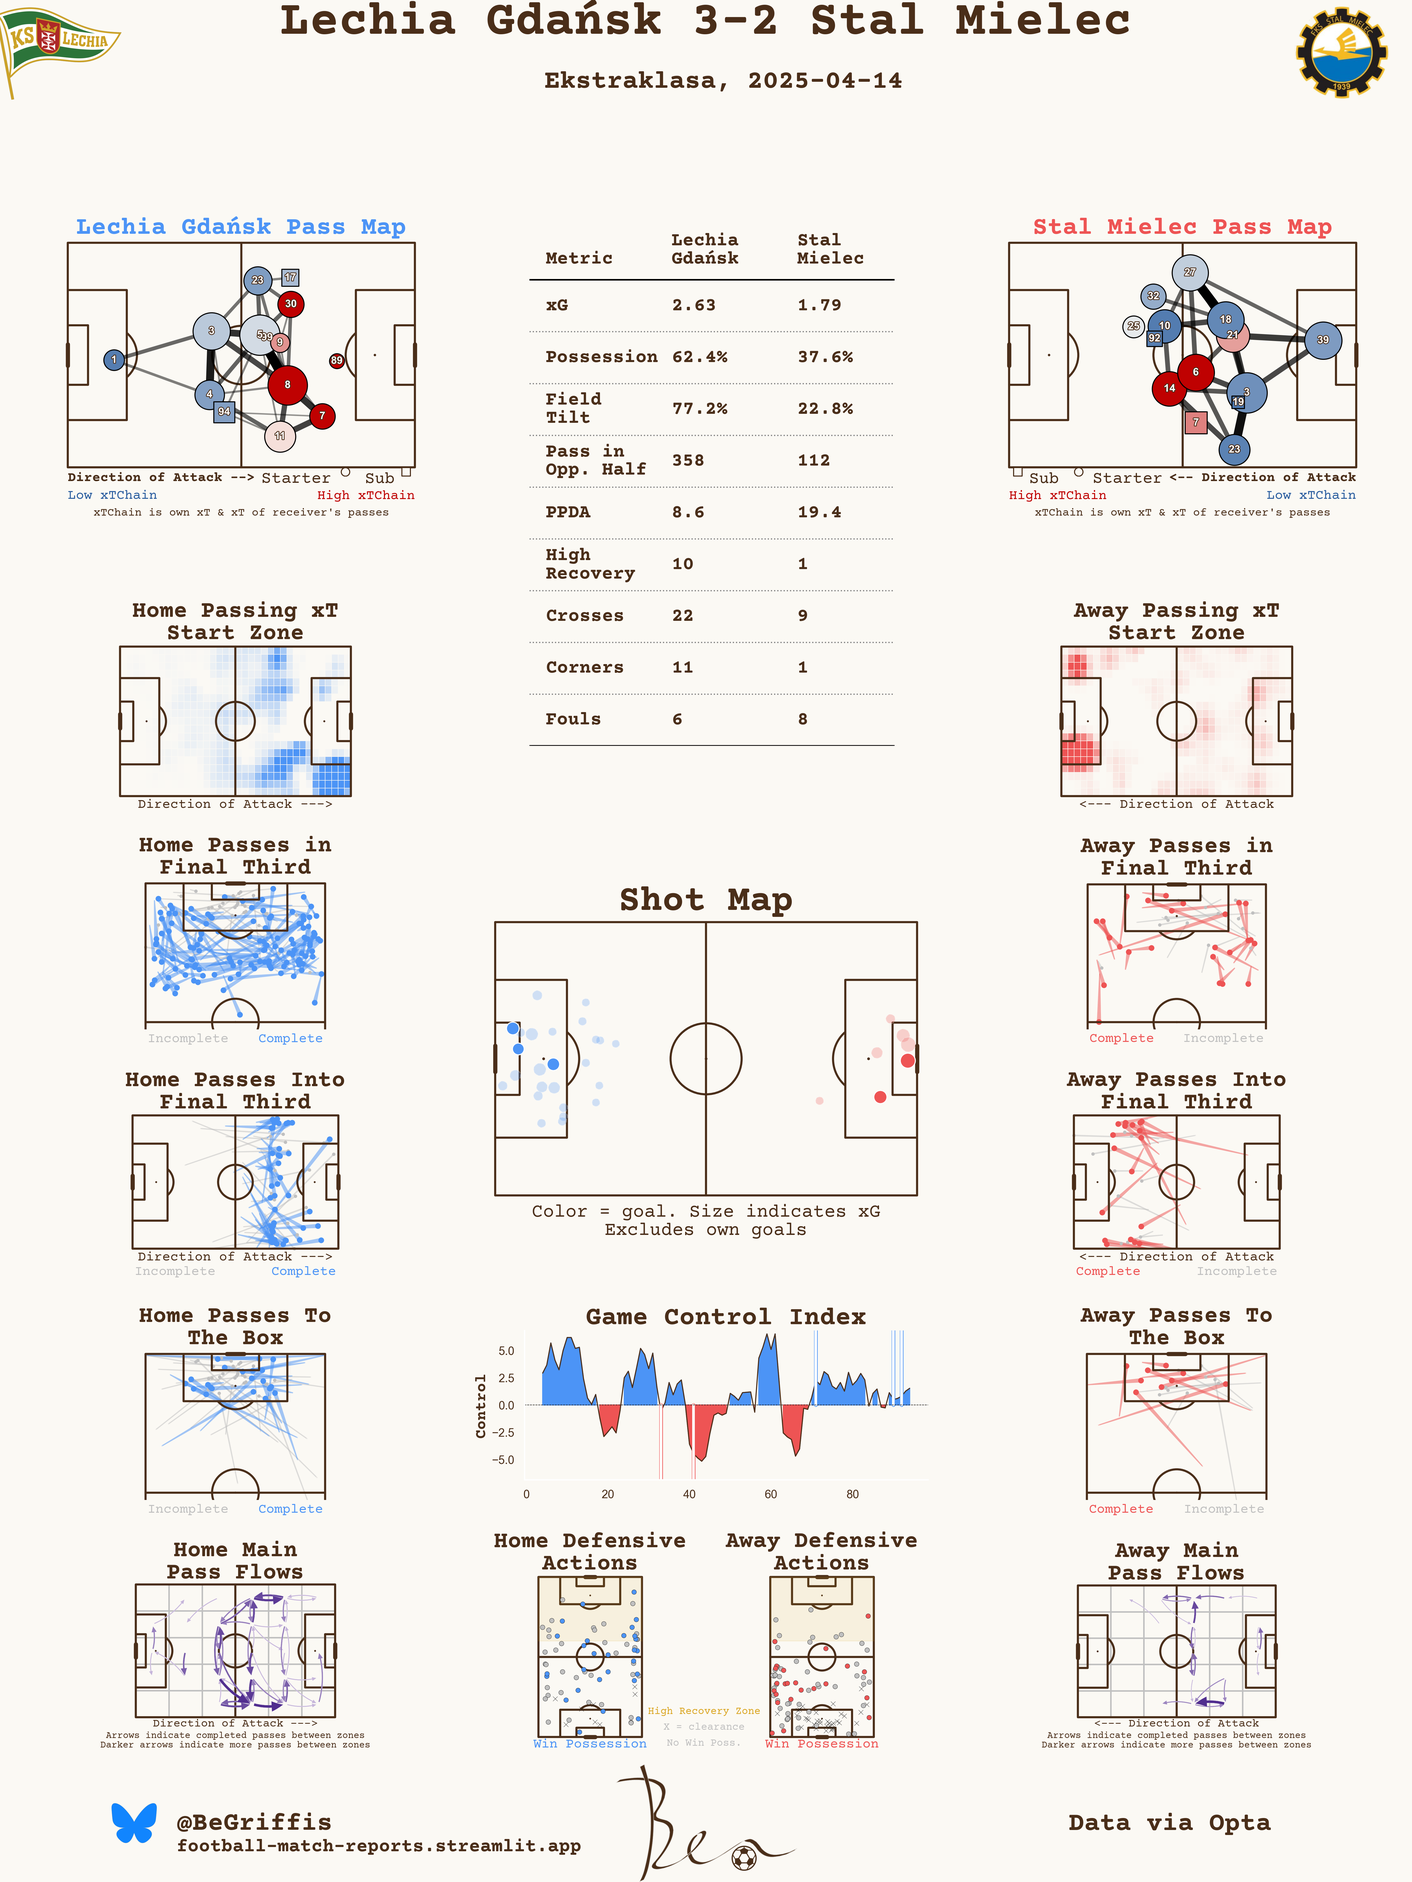 Lechia Gdańsk 3-2 Stal Mielec
Ekstraklasa, 2025-04-14
KS LECHIA
FKS STAL MIELEC
1939
Lechia Gdańsk Pass Map
1
3
4
94
23
17
30
5
39
9
8
89
7
11
Direction of Attack --> Starter Sub
Low xTChain High xTChain
xTChain is own xT & xT of receiver's passes
Metric Lechia Gdańsk Stal Mielec
xG 2.63 1.79
Possession 62.4% 37.6%
Field Tilt 77.2% 22.8%
Pass in Opp. Half 358 112
PPDA 8.6 19.4
High Recovery 10 1
Crosses 22 9
Corners 11 1
Fouls 6 8
Stal Mielec Pass Map
27
32
25
10
92
18
21
39
6
14
3
19
7
23
Sub Starter <-- Direction of Attack
High xTChain Low xTChain
xTChain is own xT & xT of receiver's passes
Home Passing xT
Start Zone
Direction of Attack --->
Away Passing xT
Start Zone
<--- Direction of Attack
Home Passes in
Final Third
Incomplete Complete
Away Passes in
Final Third
Complete Incomplete
Shot Map
Color = goal. Size indicates xG
Excludes own goals
Home Passes Into
Final Third
Direction of Attack --->
Incomplete Complete
Away Passes Into
Final Third
<--- Direction of Attack
Complete Incomplete
Home Passes To
The Box
Incomplete Complete
Game Control Index
Control
5.0
2.5
0.0
−2.5
−5.0
0 20 40 60 80
Away Passes To
The Box
Complete Incomplete
Home Main
Pass Flows
Direction of Attack --->
Arrows indicate completed passes between zones
Darker arrows indicate more passes between zones
Home Defensive
Actions
Win Possession
High Recovery Zone
X = clearance
No Win Poss.
Away Defensive
Actions
Win Possession
Away Main
Pass Flows
<--- Direction of Attack
Arrows indicate completed passes between zones
Darker arrows indicate more passes between zones
@BeGriffis
football-match-reports.streamlit.app
Ben
Data via Opta